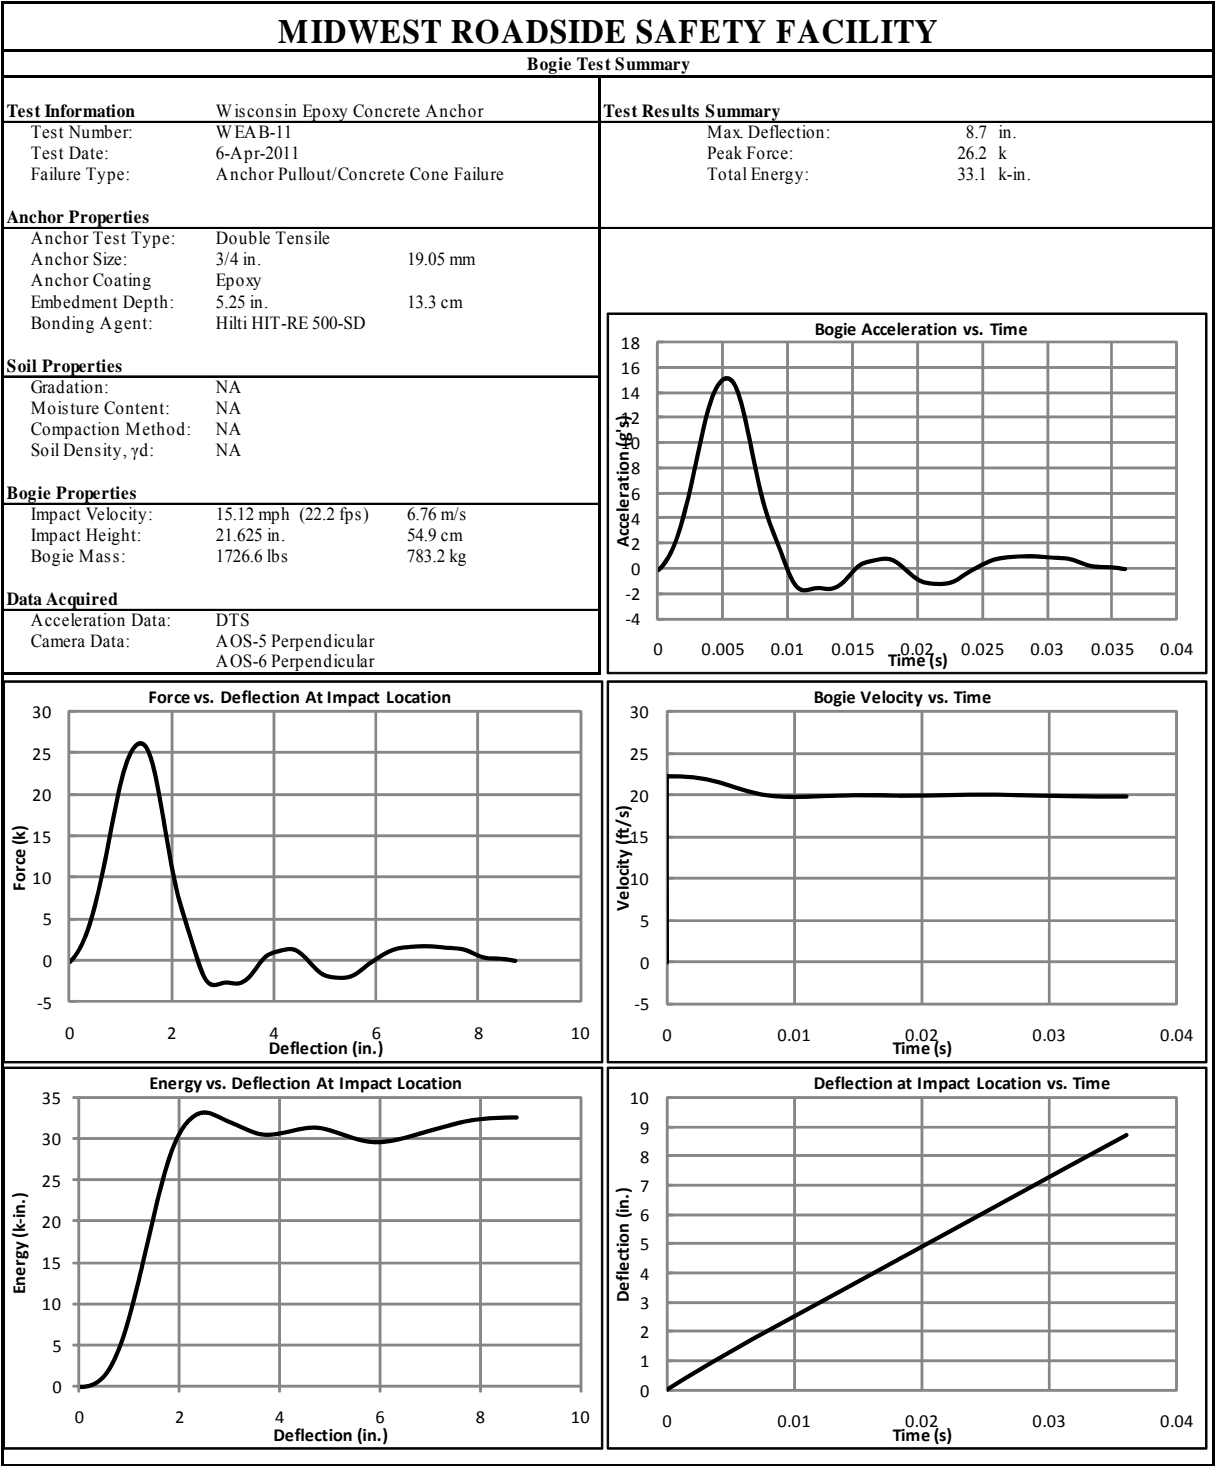 MIDWEST ROADSIDE SAFETY FACILITY
Bogie Test Summary
Test Information Wisconsin Epoxy Concrete Anchor
Test Number: WEAB-11
Test Date: 6-Apr-2011
Failure Type: Anchor Pullout/Concrete Cone Failure
Anchor Properties
Anchor Test Type: Double Tensile
Anchor Size: 3/4 in. 19.05 mm
Anchor Coating Epoxy
Embedment Depth: 5.25 in. 13.3 cm
Bonding Agent: Hilti HIT-RE 500-SD
Soil Properties
Gradation: NA
Moisture Content: NA
Compaction Method: NA
Soil Density, γd: NA
Bogie Properties
Impact Velocity: 15.12 mph (22.2 fps) 6.76 m/s
Impact Height: 21.625 in. 54.9 cm
Bogie Mass: 1726.6 lbs 783.2 kg
Data Acquired
Acceleration Data: DTS
Camera Data: AOS-5 Perpendicular
AOS-6 Perpendicular
Test Results Summary
Max. Deflection: 8.7 in.
Peak Force: 26.2 k
Total Energy: 33.1 k-in.
Bogie Acceleration vs. Time
Acceleration (g's)
18
16
14
12
10
8
6
4
2
0
-2
-4
0 0.005 0.01 0.015 0.02 0.025 0.03 0.035 0.04
Time (s)
Force vs. Deflection At Impact Location
Force (k)
30
25
20
15
10
5
0
-5
0 2 4 6 8 10
Deflection (in.)
Bogie Velocity vs. Time
Velocity (ft/s)
30
25
20
15
10
5
0
-5
0 0.01 0.02 0.03 0.04
Time (s)
Energy vs. Deflection At Impact Location
Energy (k-in.)
35
30
25
20
15
10
5
0
0 2 4 6 8 10
Deflection (in.)
Deflection at Impact Location vs. Time
Deflection (in.)
10
9
8
7
6
5
4
3
2
1
0
0 0.01 0.02 0.03 0.04
Time (s)